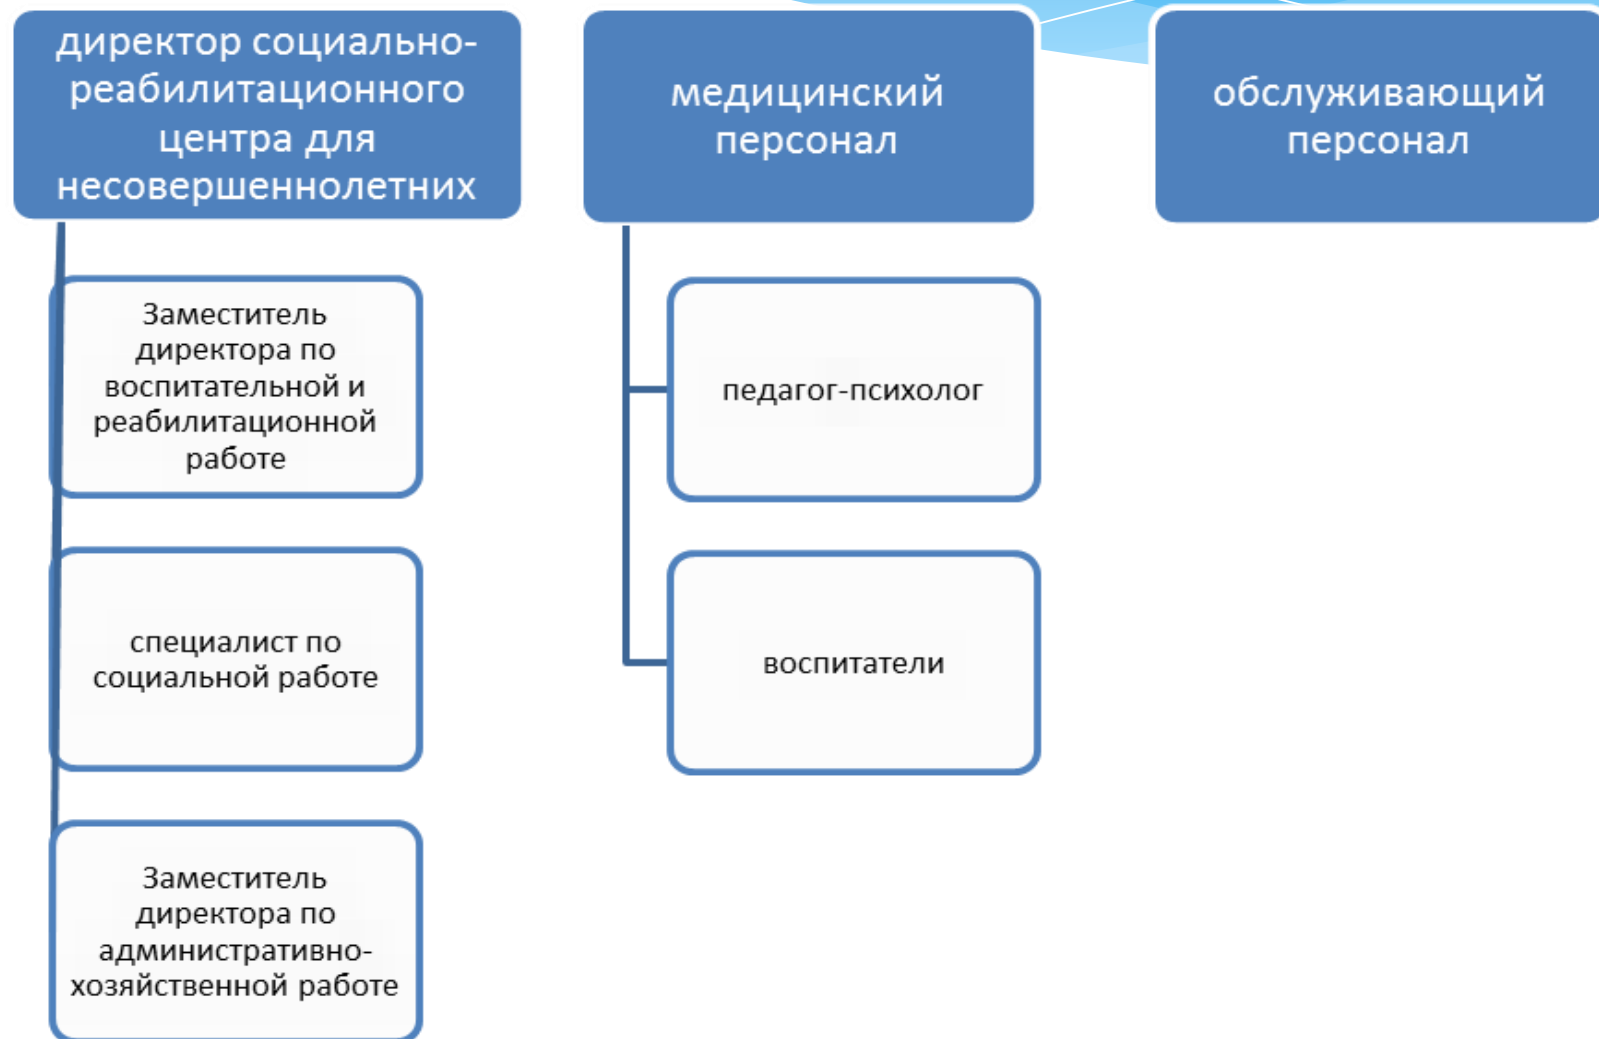 директор социально-
реабилитационного
центра для
несовершеннолетних
Заместитель
директора по
воспитательной и
реабилитационной
работе
специалист по
социальной работе
Заместитель
директора по
административно-
хозяйственной работе
медицинский
персонал
педагог-психолог
воспитатели
обслуживающий
персонал